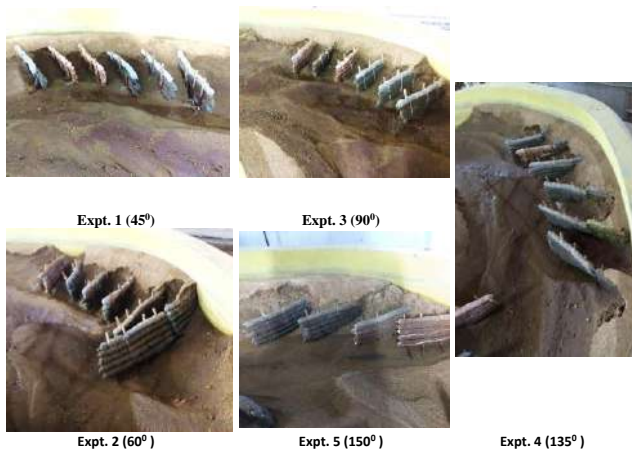 Expt. 1 (45⁰)
Expt. 3 (90⁰)
Expt. 2 (60⁰ )
Expt. 5 (150⁰ )
Expt. 4 (135⁰ )